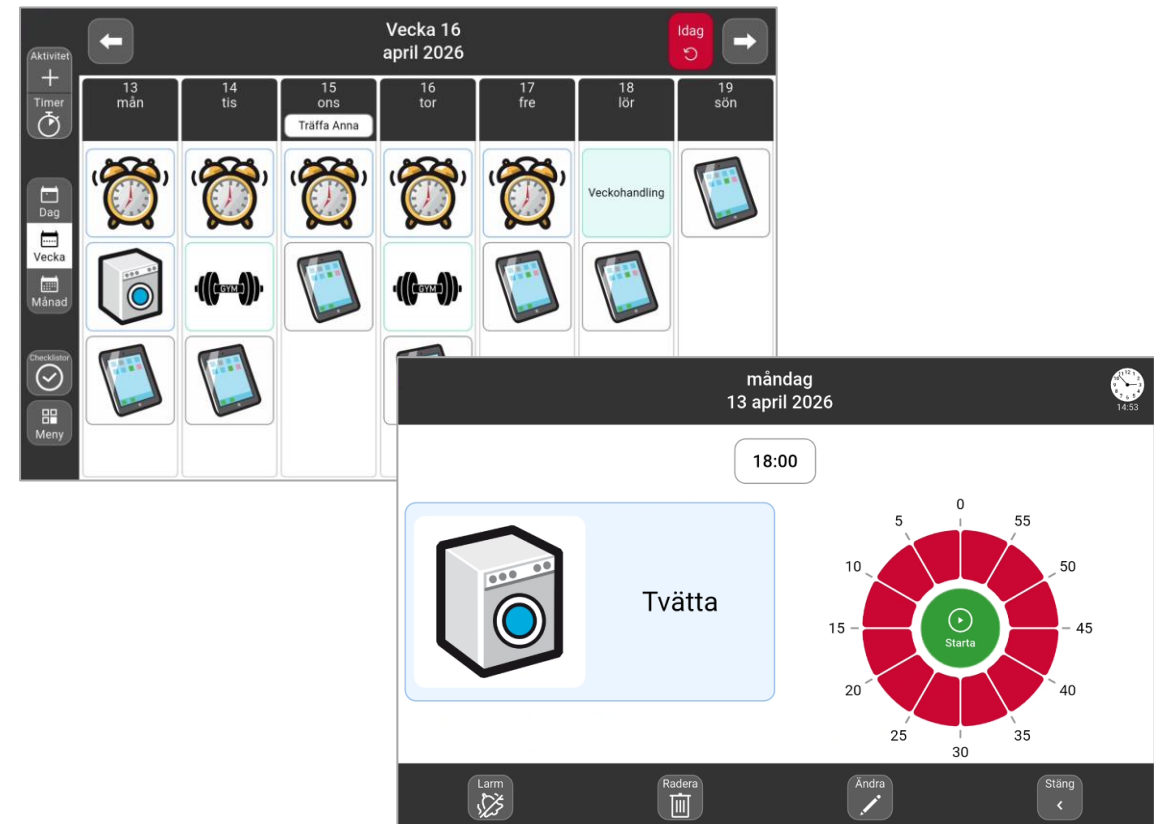 Vecka 16
april 2026
Idag
Aktivitet
Timer
Dag
Vecka
Månad
Checklistor
Meny
13
mån
14
tis
15
ons
Träffa Anna
16
tor
17
fre
18
lör
19
sön
Veckohandling
GYM
GYM
måndag
13 april 2026
14:53
18:00
Tvätta
0
55
50
45
40
35
30
25
20
15
10
5
Starta
Larm
Radera
Ändra
Stäng